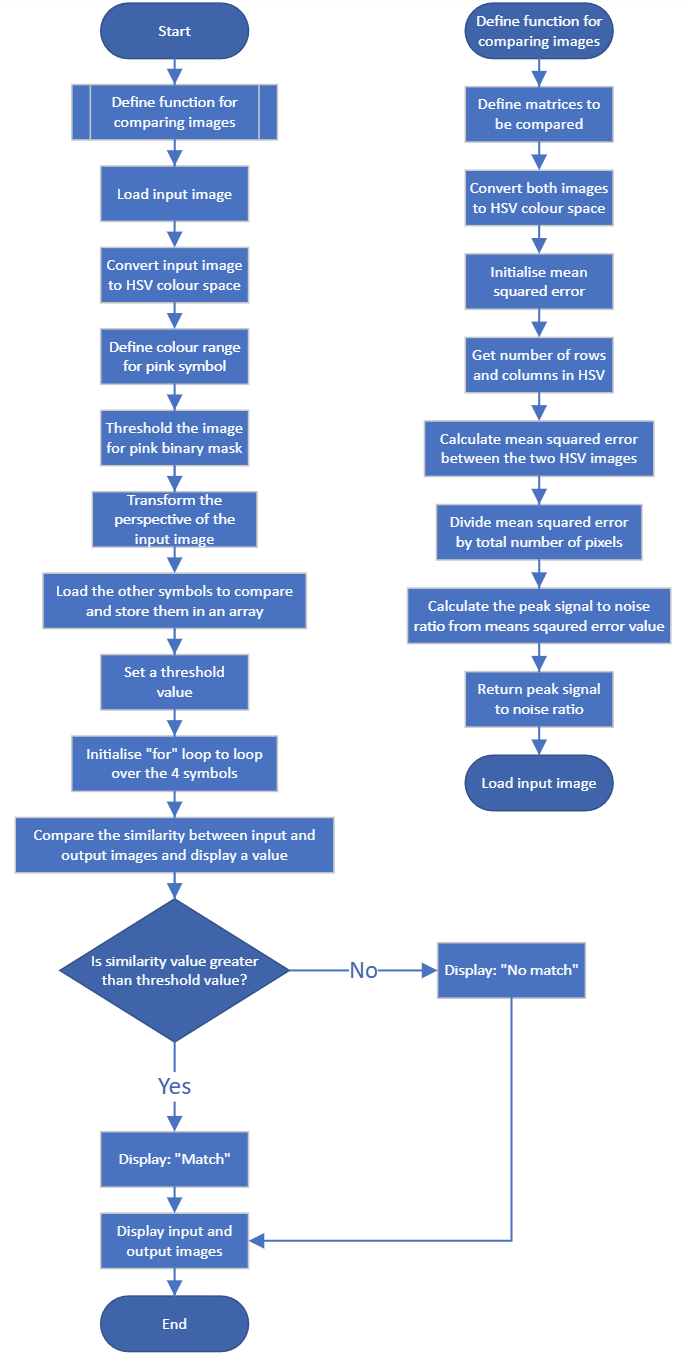 Start
Define function for
comparing images
Load input image
Convert input image
to HSV colour space
Define colour range
for pink symbol
Threshold the image
for pink binary mask
Transform the
perspective of the
input image
Load the other symbols to compare
and store them in an array
Set a threshold
value
Initialise "for" loop to loop
over the 4 symbols
Compare the similarity between input and
output images and display a value
Is similarity value greater
than threshold value?
No
Display: "No match"
Yes
Display: "Match"
Display input and
output images
End
Define function for
comparing images
Define matrices to
be compared
Convert both images
to HSV colour space
Initialise mean
squared error
Get number of rows
and columns in HSV
Calculate mean squared error
between the two HSV images
Divide mean squared error
by total number of pixels
Calculate the peak signal to noise
ratio from means sqaured error value
Return peak signal
to noise ratio
Load input image